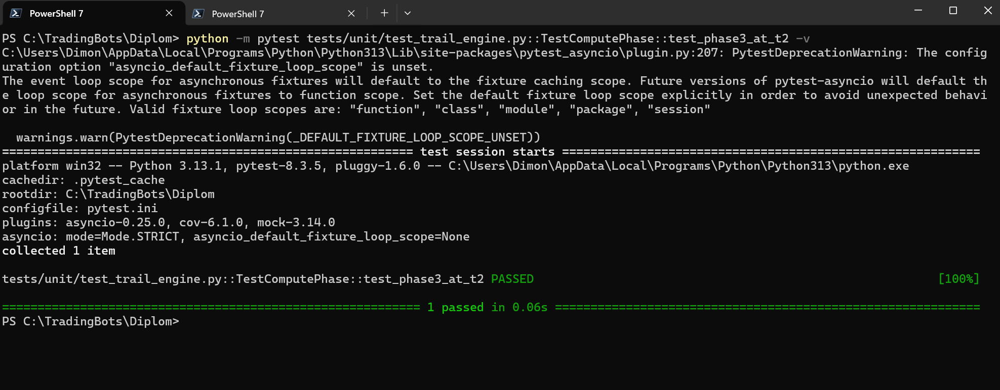 PowerShell 7
PowerShell 7
PS C:\TradingBots\Diplom> python -m pytest tests/unit/test_trail_engine.py::TestComputePhase::test_phase3_at_t2 -v
C:\Users\Dimon\AppData\Local\Programs\Python\Python313\Lib\site-packages\pytest_asyncio\plugin.py:207: PytestDeprecationWarning: The config
uration option "asyncio_default_fixture_loop_scope" is unset.
The event loop scope for asynchronous fixtures will default to the fixture caching scope. Future versions of pytest-asyncio will default th
e loop scope for asynchronous fixtures to function scope. Set the default fixture loop scope explicitly in order to avoid unexpected behavi
or in the future. Valid fixture loop scopes are: "function", "class", "module", "package", "session"
  warnings.warn(PytestDeprecationWarning(_DEFAULT_FIXTURE_LOOP_SCOPE_UNSET))
========================================================== test session starts ===========================================================
platform win32 -- Python 3.13.1, pytest-8.3.5, pluggy-1.6.0 -- C:\Users\Dimon\AppData\Local\Programs\Python\Python313\python.exe
cachedir: .pytest_cache
rootdir: C:\TradingBots\Diplom
configfile: pytest.ini
plugins: asyncio-0.25.0, cov-6.1.0, mock-3.14.0
asyncio: mode=Mode.STRICT, asyncio_default_fixture_loop_scope=None
collected 1 item
tests/unit/test_trail_engine.py::TestComputePhase::test_phase3_at_t2 PASSED [100%]
=========================================================== 1 passed in 0.06s ============================================================
PS C:\TradingBots\Diplom>